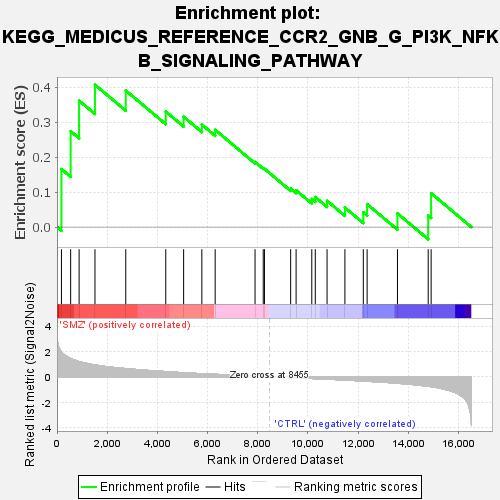 Enrichment plot:
KEGG_MEDICUS_REFERENCE_CCR2_GNB_G_PI3K_NFK
B_SIGNALING_PATHWAY
Enrichment score (ES)
0.4
0.3
0.2
0.1
0.0
'SMZ' (positively correlated)
Ranked list metric (Signal2Noise)
4
2
0
-2
-4
Zero cross at 8455
'CTRL' (negatively correlated)
0
2,000
4,000
6,000
8,000
10,000
12,000
14,000
16,000
Rank in Ordered Dataset
Enrichment profile
Hits
Ranking metric scores